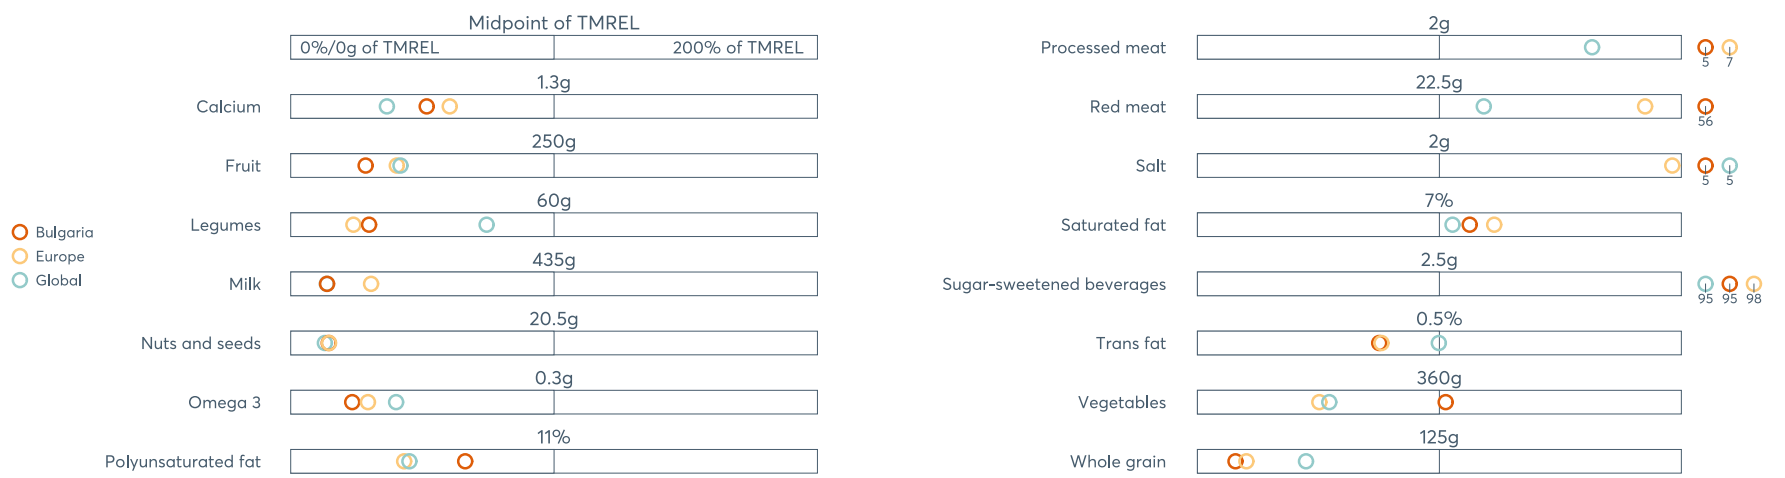 Midpoint of TMREL
0%/0g of TMREL 200% of TMREL
1.3g
Calcium
250g
Fruit
60g
Legumes
435g
Milk
20.5g
Nuts and seeds
0.3g
Omega 3
11%
Polyunsaturated fat
Bulgaria
Europe
Global
2g
Processed meat
5 7
22.5g
Red meat
56
2g
Salt
5 5
7%
Saturated fat
2.5g
Sugar-sweetened beverages
95 95 98
0.5%
Trans fat
360g
Vegetables
125g
Whole grain